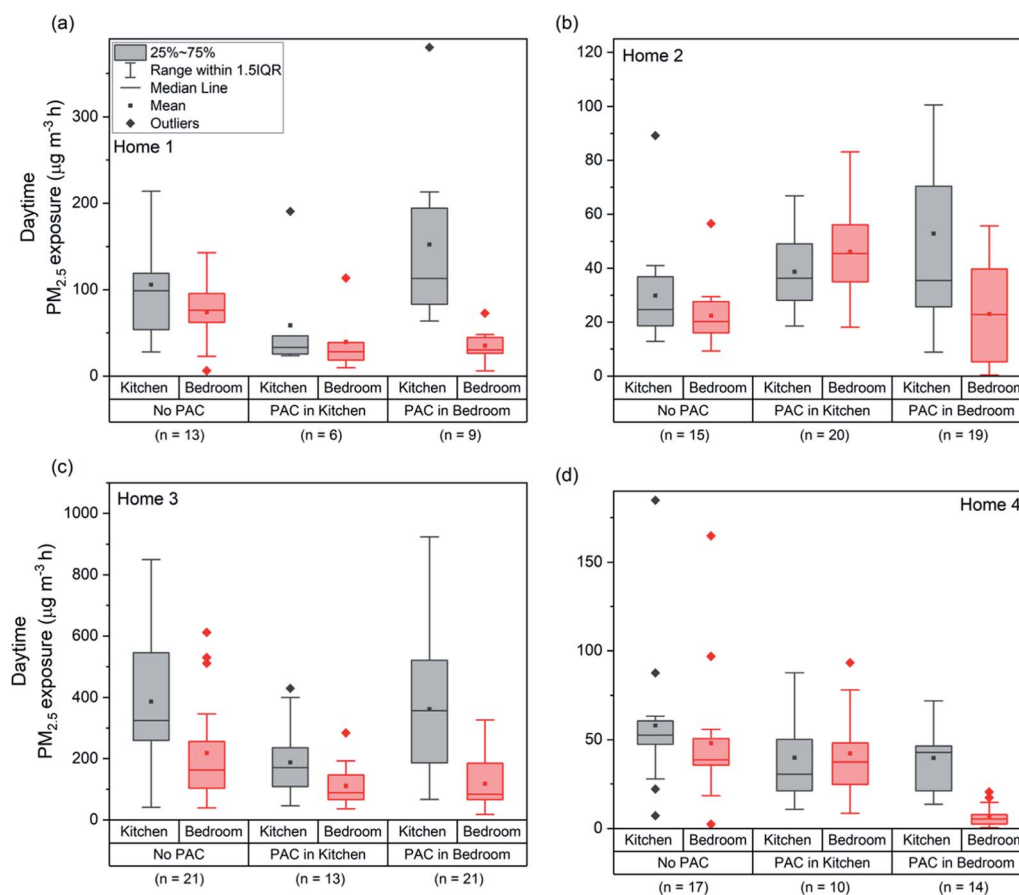 (a)
25%~75%
Range within 1.5IQR
Median Line
Mean
Outliers
Home 1
Daytime
PM2.5 exposure (μg m-3 h)
300
200
100
0
Kitchen Bedroom Kitchen Bedroom Kitchen Bedroom
No PAC PAC in Kitchen PAC in Bedroom
(n = 13) (n = 6) (n = 9)
(b)
Home 2
120
100
80
60
40
20
0
Kitchen Bedroom Kitchen Bedroom Kitchen Bedroom
No PAC PAC in Kitchen PAC in Bedroom
(n = 15) (n = 20) (n = 19)
(c)
Home 3
Daytime
PM2.5 exposure (μg m-3 h)
1000
800
600
400
200
0
Kitchen Bedroom Kitchen Bedroom Kitchen Bedroom
No PAC PAC in Kitchen PAC in Bedroom
(n = 21) (n = 13) (n = 21)
(d)
Home 4
150
100
50
0
Kitchen Bedroom Kitchen Bedroom Kitchen Bedroom
No PAC PAC in Kitchen PAC in Bedroom
(n = 17) (n = 10) (n = 14)